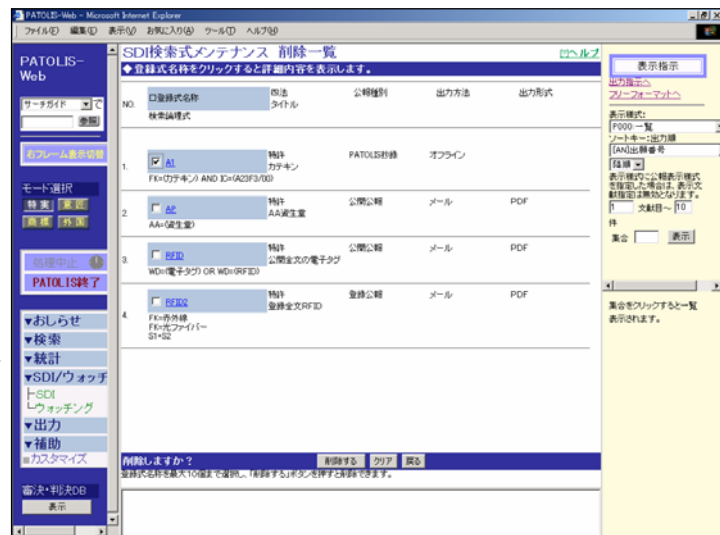 PATOLIS-Web - Microsoft Internet Explorer
ファイル(F) 編集(E) 表示(V) お気に入り(A) ツール(T) ヘルプ(H)
PATOLIS-
Web
サーチガイド で
参照
右フレーム表示切替
モード選択
特実 意匠
商標 外国
処理中止
PATOLIS終了
▼おしらせ
▼検索
▼統計
▼SDI/ウォッチ
SDI
ウォッチング
▼出力
▼補助
カスタマイズ
審決・判決DB
表示
SDI検索式メンテナンス 削除一覧
ヘルプ
◆登録式名称をクリックすると詳細内容を表示します。
NO. 口登録式名称 四法 公報種別 出力方法 出力形式
タイトル
検索論理式
1. A1 特許 PATOLIS抄録 オフライン
カテキン
FK=(カテキン) AND IC=(A23F3/00)
2. AP 特許 公開公報 メール PDF
AA資生堂
AA=(資生堂)
3. RFID 特許 公開公報 メール PDF
公開全文の電子タグ
WD=(電子タグ) OR WD=(RFID)
4. RFID2 特許 登録公報 メール PDF
登録全文RFID
FK=赤外線
FK=光ファイバー
S1*S2
削除しますか? 削除する クリア 戻る
登録式名称を最大10個まで選択し、「削除する」ボタンを押すと削除できます。
表示指示
出力指示へ
フリーフォーマットへ
表示様式:
P000:一覧
ソートキー:出力順
[AN]出願番号
降順
表示様式に公報表示様式
を指定した場合は、表示文
献指定は無効となります。
1 文献目～ 10
件
集合 表示
集合をクリックすると一覧
表示されます。